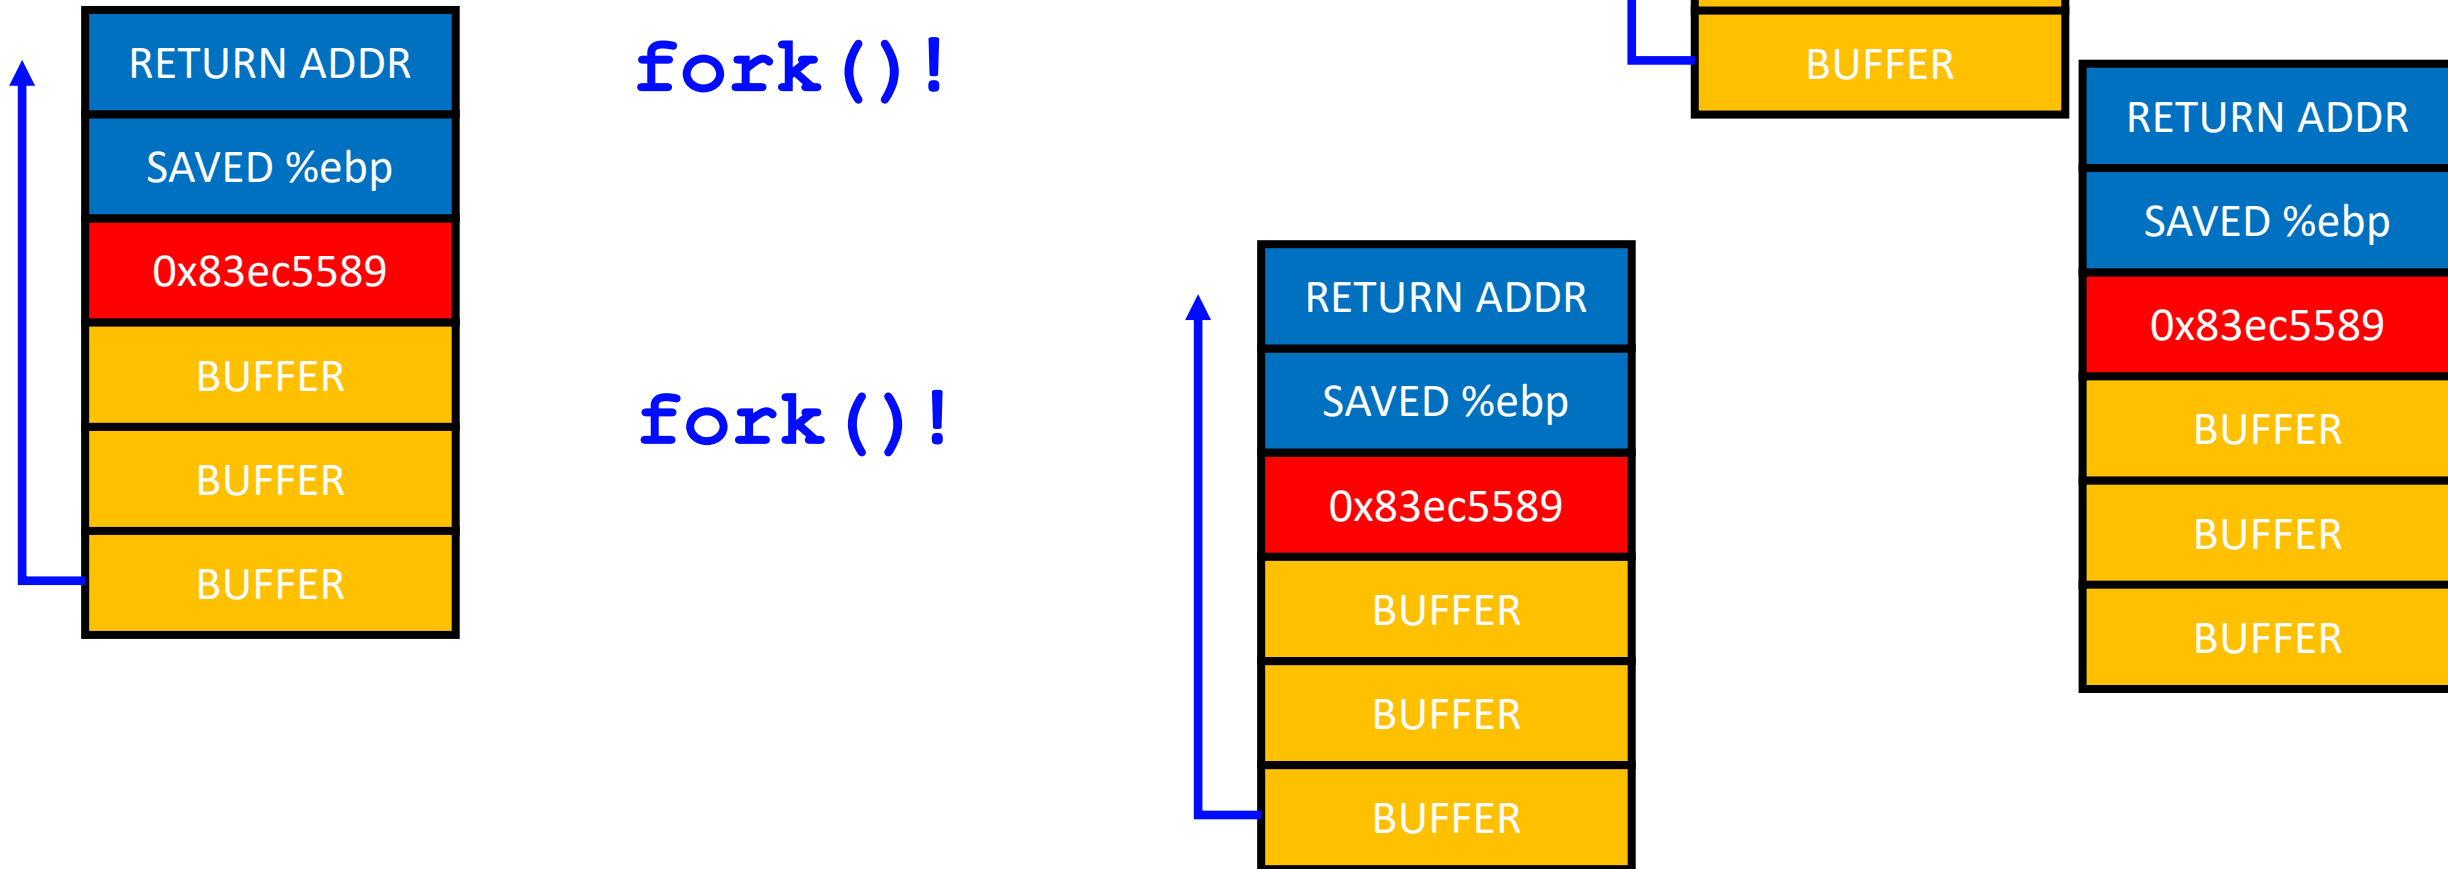 RETURN ADDR
SAVED %ebp
0x83ec5589
BUFFER
BUFFER
BUFFER
fork()!
fork()!
BUFFER
RETURN ADDR
SAVED %ebp
0x83ec5589
BUFFER
BUFFER
BUFFER
RETURN ADDR
SAVED %ebp
0x83ec5589
BUFFER
BUFFER
BUFFER